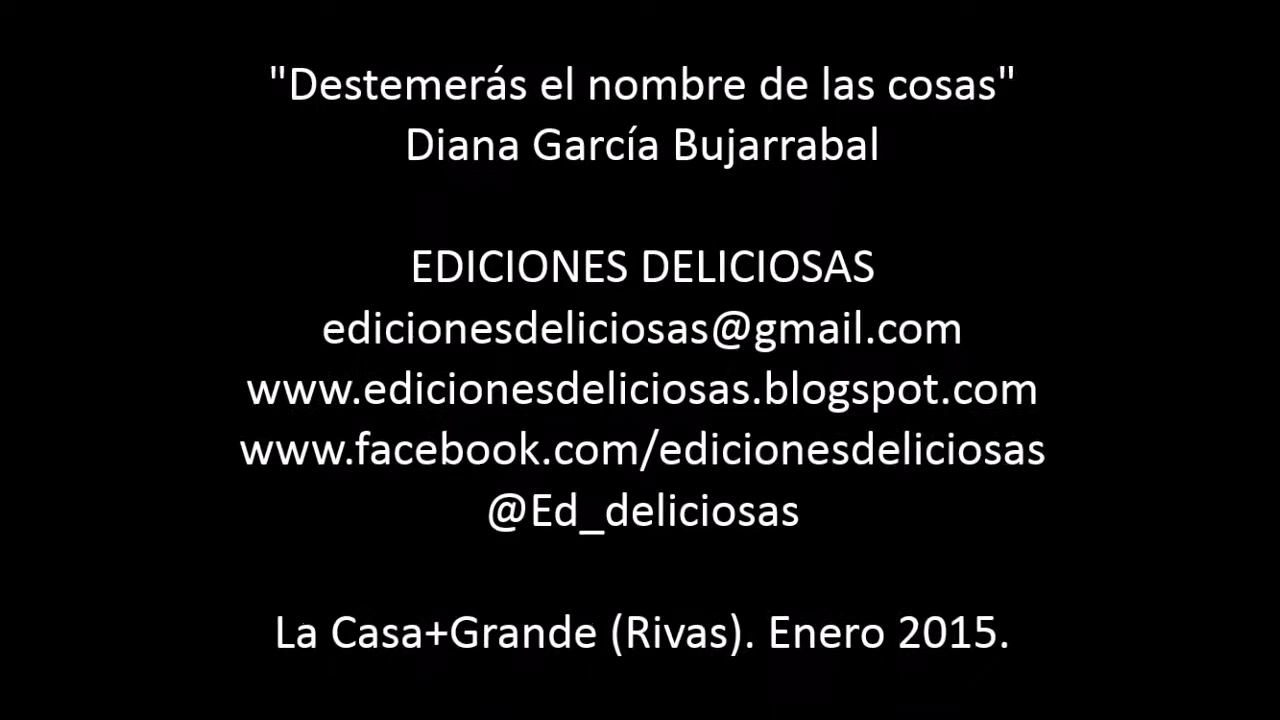 "Destemerás el nombre de las cosas"
Diana García Bujarrabal
EDICIONES DELICIOSAS
edicionesdeliciosas@gmail.com
www.edicionesdeliciosas.blogspot.com
www.facebook.com/edicionesdeliciosas
@Ed_deliciosas
La Casa+Grande (Rivas). Enero 2015.